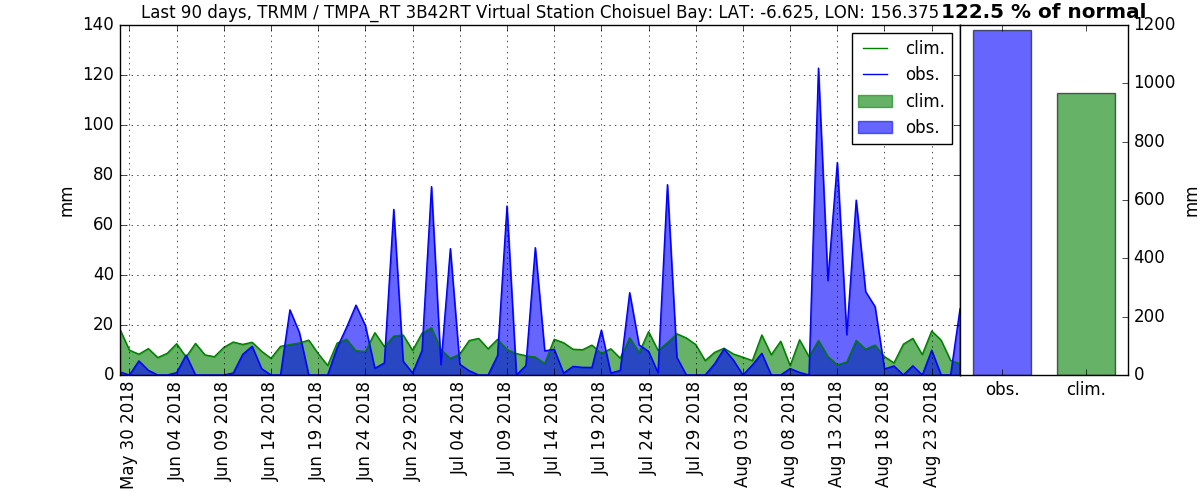 Last 90 days, TRMM / TMPA_RT 3B42RT Virtual Station Choisuel Bay: LAT: -6.625, LON: 156.375
122.5 % of normal
140
120
100
80
60
40
20
0
mm
clim.
obs.
clim.
obs.
1200
1000
800
600
400
200
0
mm
May 30 2018
Jun 04 2018
Jun 09 2018
Jun 14 2018
Jun 19 2018
Jun 24 2018
Jun 29 2018
Jul 04 2018
Jul 09 2018
Jul 14 2018
Jul 19 2018
Jul 24 2018
Jul 29 2018
Aug 03 2018
Aug 08 2018
Aug 13 2018
Aug 18 2018
Aug 23 2018
obs.
clim.